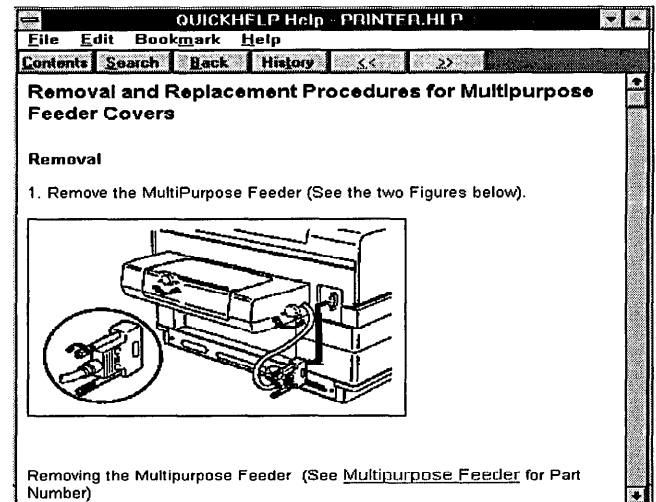 QUICKHELP Help - PRINTER.HLP
File Edit Bookmark Help
Contents Search Back History << >>
Removal and Replacement Procedures for Multipurpose
Feeder Covers
Removal
1. Remove the MultiPurpose Feeder (See the two Figures below).
Removing the Multipurpose Feeder (See Multipurpose Feeder for Part
Number)